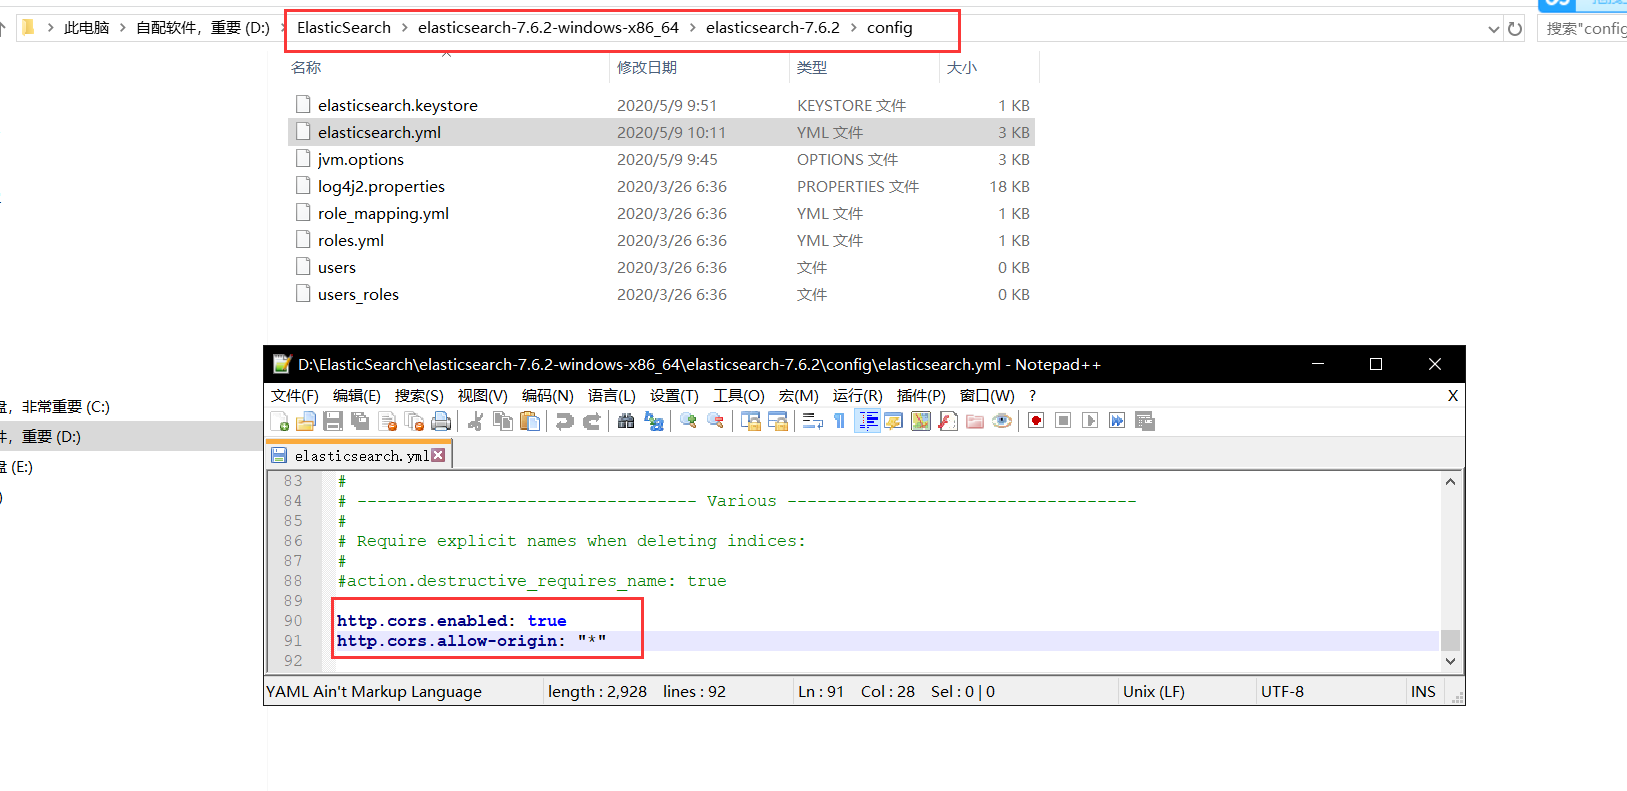 此电脑 > 自配软件，重要 (D:) > ElasticSearch > elasticsearch-7.6.2-windows-x86_64 > elasticsearch-7.6.2 > config
搜索"config
名称 修改日期 类型 大小
elasticsearch.keystore 2020/5/9 9:51 KEYSTORE 文件 1 KB
elasticsearch.yml 2020/5/9 10:11 YML 文件 3 KB
jvm.options 2020/5/9 9:45 OPTIONS 文件 3 KB
log4j2.properties 2020/3/26 6:36 PROPERTIES 文件 18 KB
role_mapping.yml 2020/3/26 6:36 YML 文件 1 KB
roles.yml 2020/3/26 6:36 YML 文件 1 KB
users 2020/3/26 6:36 文件 0 KB
users_roles 2020/3/26 6:36 文件 0 KB
盘，非常重要 (C:)
件，重要 (D:)
盘 (E:)
)
D:\ElasticSearch\elasticsearch-7.6.2-windows-x86_64\elasticsearch-7.6.2\config\elasticsearch.yml - Notepad++
文件(F) 编辑(E) 搜索(S) 视图(V) 编码(N) 语言(L) 设置(T) 工具(O) 宏(M) 运行(R) 插件(P) 窗口(W) ? X
elasticsearch.yml
83 #
84 # ---------------------------------- Various -----------------------------------
85 #
86 # Require explicit names when deleting indices:
87 #
88 #action.destructive_requires_name: true
89
90 http.cors.enabled: true
91 http.cors.allow-origin: "*"
92
YAML Ain't Markup Language length : 2,928 lines : 92 Ln : 91 Col : 28 Sel : 0 | 0 Unix (LF) UTF-8 INS